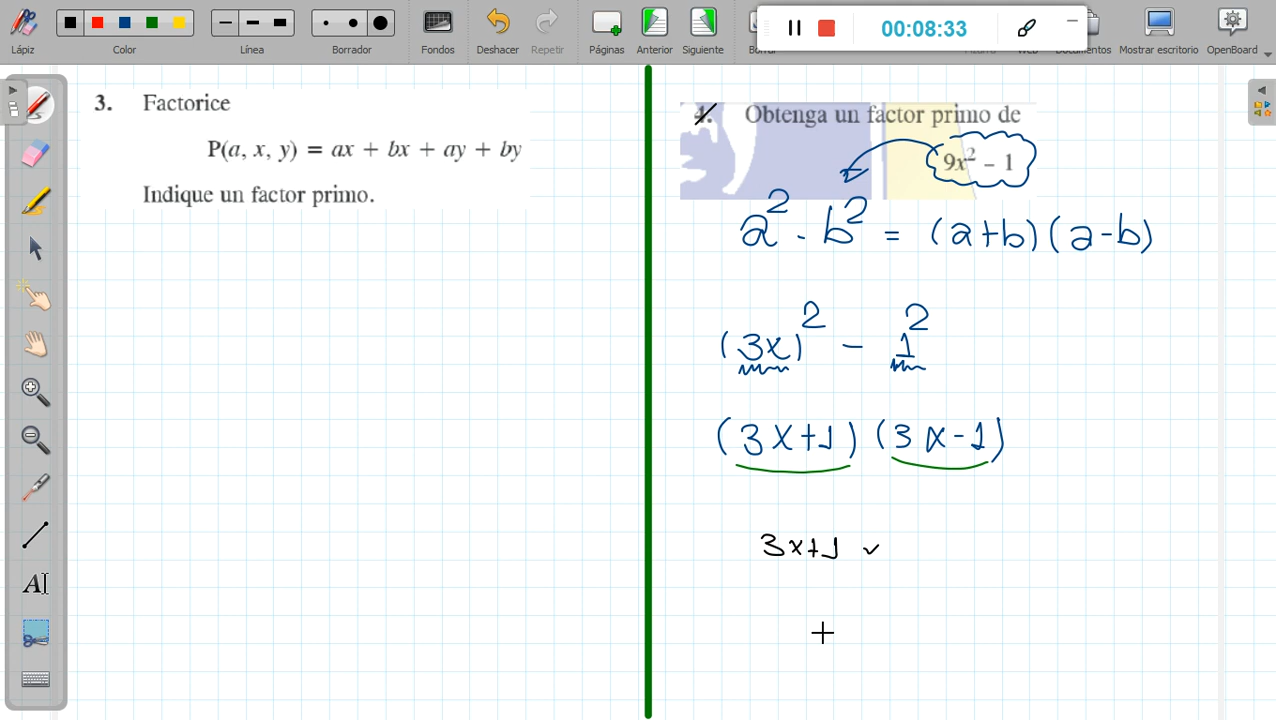 00:08:33
Lápiz Color Línea Borrador Fondos Deshacer Repetir Páginas Anterior Siguiente Mostrar escritorio OpenBoard
3. Factorice
P(a, x, y) = ax + bx + ay + by
Indique un factor primo.
4. Obtenga un factor primo de
9x² – 1
a² - b² = (a+b)(a-b)
(3x)² – 1²
(3x+1)(3x-1)
3x+1 ✓